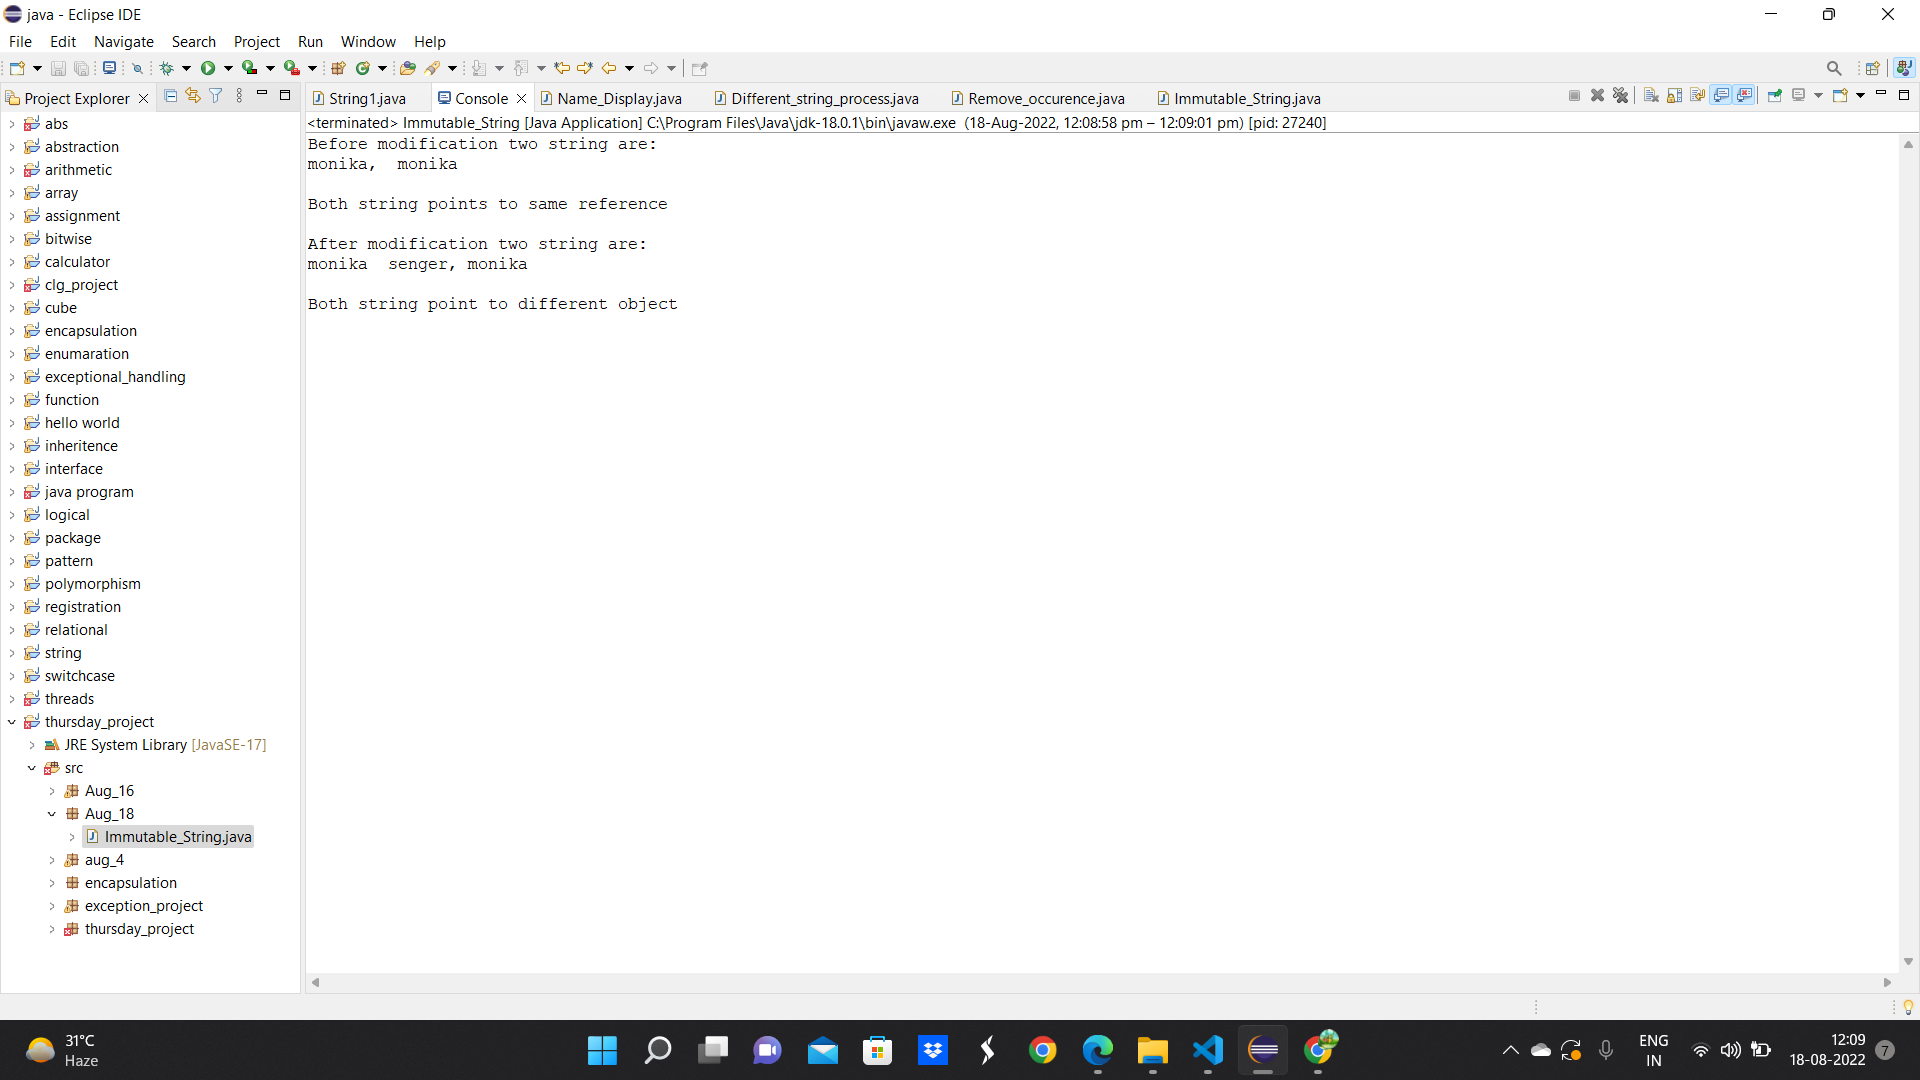 java - Eclipse IDE
File Edit Navigate Search Project Run Window Help
Project Explorer
String1.java Console Name_Display.java Different_string_process.java Remove_occurence.java Immutable_String.java
<terminated> Immutable_String [Java Application] C:\Program Files\Java\jdk-18.0.1\bin\javaw.exe (18-Aug-2022, 12:08:58 pm – 12:09:01 pm) [pid: 27240]
abs
abstraction
arithmetic
array
assignment
bitwise
calculator
clg_project
cube
encapsulation
enumaration
exceptional_handling
function
hello world
inheritence
interface
java program
logical
package
pattern
polymorphism
registration
relational
string
switchcase
threads
thursday_project
JRE System Library [JavaSE-17]
src
Aug_16
Aug_18
Immutable_String.java
aug_4
encapsulation
exception_project
thursday_project
Before modification two string are:
monika,  monika
Both string points to same reference
After modification two string are:
monika  senger, monika
Both string point to different object
31°C
Haze
ENG
IN
12:09
18-08-2022
7